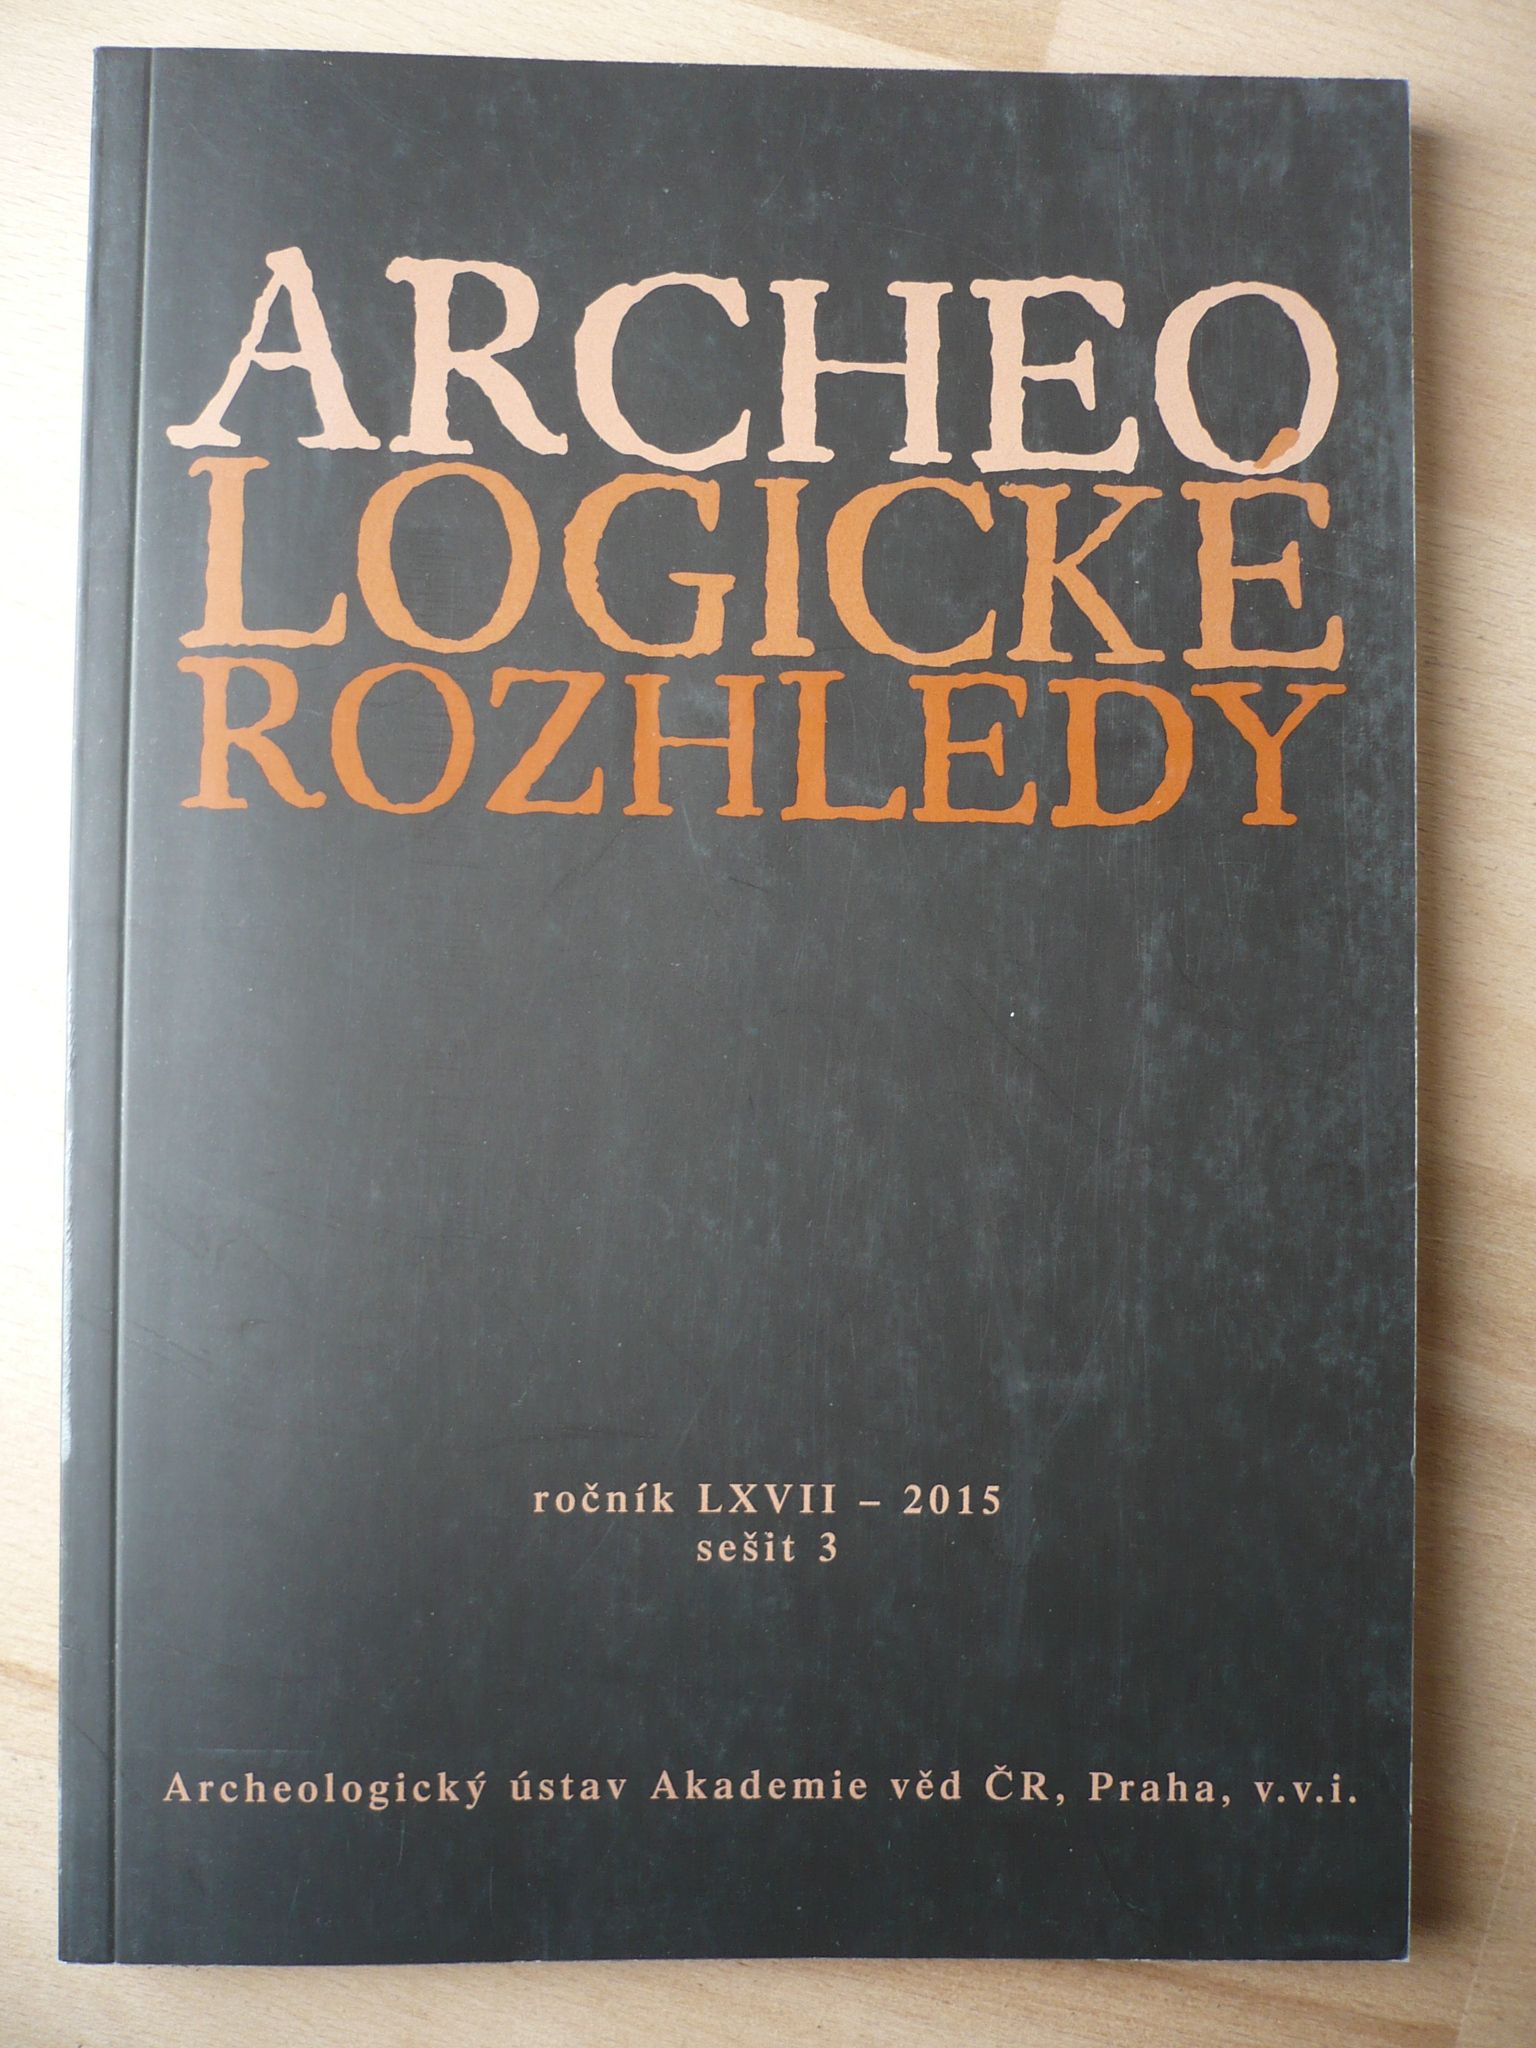 ARCHEO
LOGICKÉ
ROZHLEDY
ročník LXVII – 2015
sešit 3
Archeologický ústav Akademie věd ČR, Praha, v.v.i.